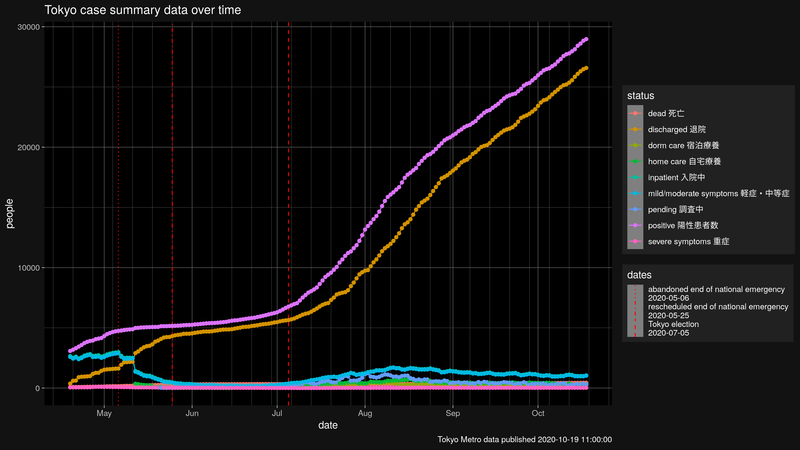 Tokyo case summary data over time
people
30000
20000
10000
0
May
Jun
Jul
Aug
Sep
Oct
date
Tokyo Metro data published 2020-10-19 11:00:00
status
dead 死亡
discharged 退院
dorm care 宿泊療養
home care 自宅療養
inpatient 入院中
mild/moderate symptoms 軽症・中等症
pending 調査中
positive 陽性患者数
severe symptoms 重症
dates
abandoned end of national emergency
2020-05-06
rescheduled end of national emergency
2020-05-25
Tokyo election
2020-07-05